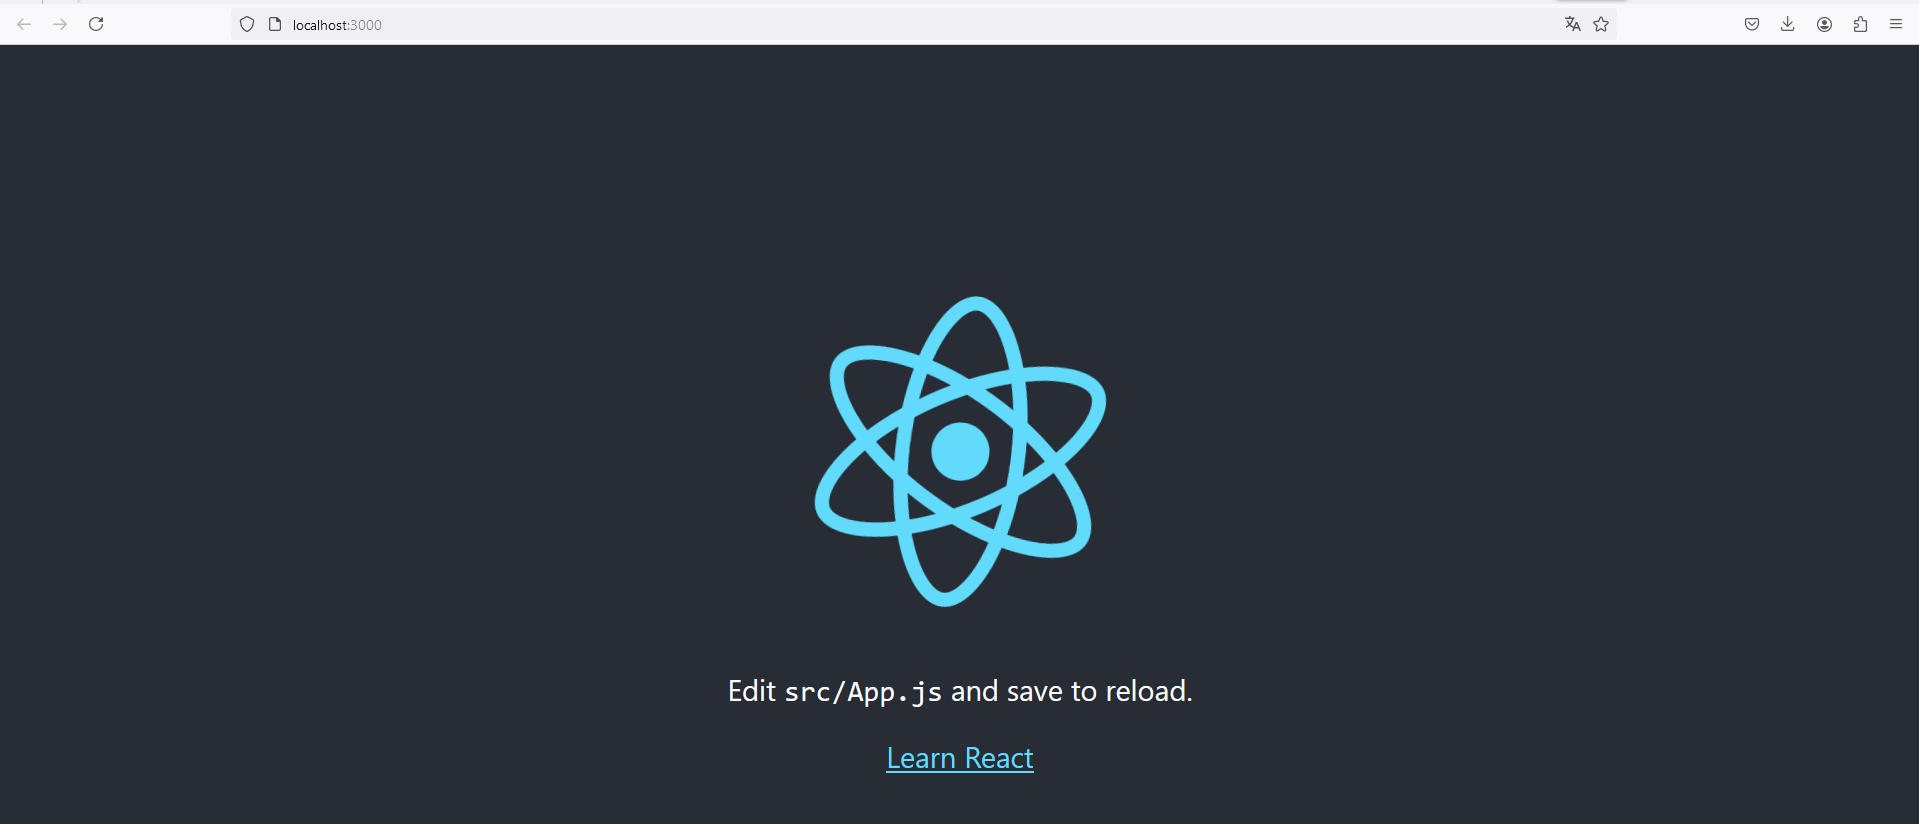 localhost:3000
Edit src/App.js and save to reload.
Learn React